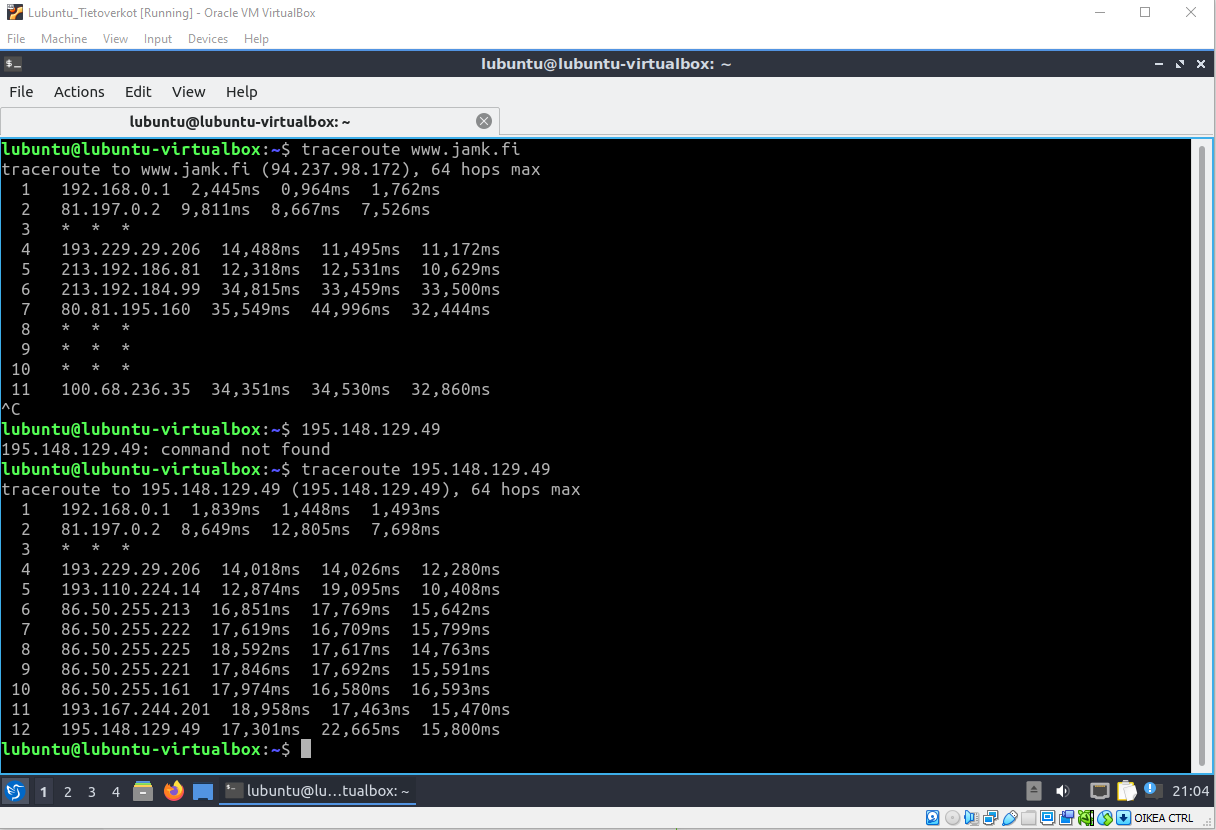 Lubuntu_Tietoverkot [Running] - Oracle VM VirtualBox
File Machine View Input Devices Help
lubuntu@lubuntu-virtualbox: ~
File Actions Edit View Help
lubuntu@lubuntu-virtualbox: ~
lubuntu@lubuntu-virtualbox:~$ traceroute www.jamk.fi
traceroute to www.jamk.fi (94.237.98.172), 64 hops max
1 192.168.0.1 2,445ms 0,964ms 1,762ms
2 81.197.0.2 9,811ms 8,667ms 7,526ms
3 * * *
4 193.229.29.206 14,488ms 11,495ms 11,172ms
5 213.192.186.81 12,318ms 12,531ms 10,629ms
6 213.192.184.99 34,815ms 33,459ms 33,500ms
7 80.81.195.160 35,549ms 44,996ms 32,444ms
8 * * *
9 * * *
10 * * *
11 100.68.236.35 34,351ms 34,530ms 32,860ms
^C
lubuntu@lubuntu-virtualbox:~$ 195.148.129.49
195.148.129.49: command not found
lubuntu@lubuntu-virtualbox:~$ traceroute 195.148.129.49
traceroute to 195.148.129.49 (195.148.129.49), 64 hops max
1 192.168.0.1 1,839ms 1,448ms 1,493ms
2 81.197.0.2 8,649ms 12,805ms 7,698ms
3 * * *
4 193.229.29.206 14,018ms 14,026ms 12,280ms
5 193.110.224.14 12,874ms 19,095ms 10,408ms
6 86.50.255.213 16,851ms 17,769ms 15,642ms
7 86.50.255.222 17,619ms 16,709ms 15,799ms
8 86.50.255.225 18,592ms 17,617ms 14,763ms
9 86.50.255.221 17,846ms 17,692ms 15,591ms
10 86.50.255.161 17,974ms 16,580ms 16,593ms
11 193.167.244.201 18,958ms 17,463ms 15,470ms
12 195.148.129.49 17,301ms 22,665ms 15,800ms
lubuntu@lubuntu-virtualbox:~$
1 2 3 4 lubuntu@lu...tualbox: ~ 21:04
OIKEA CTRL